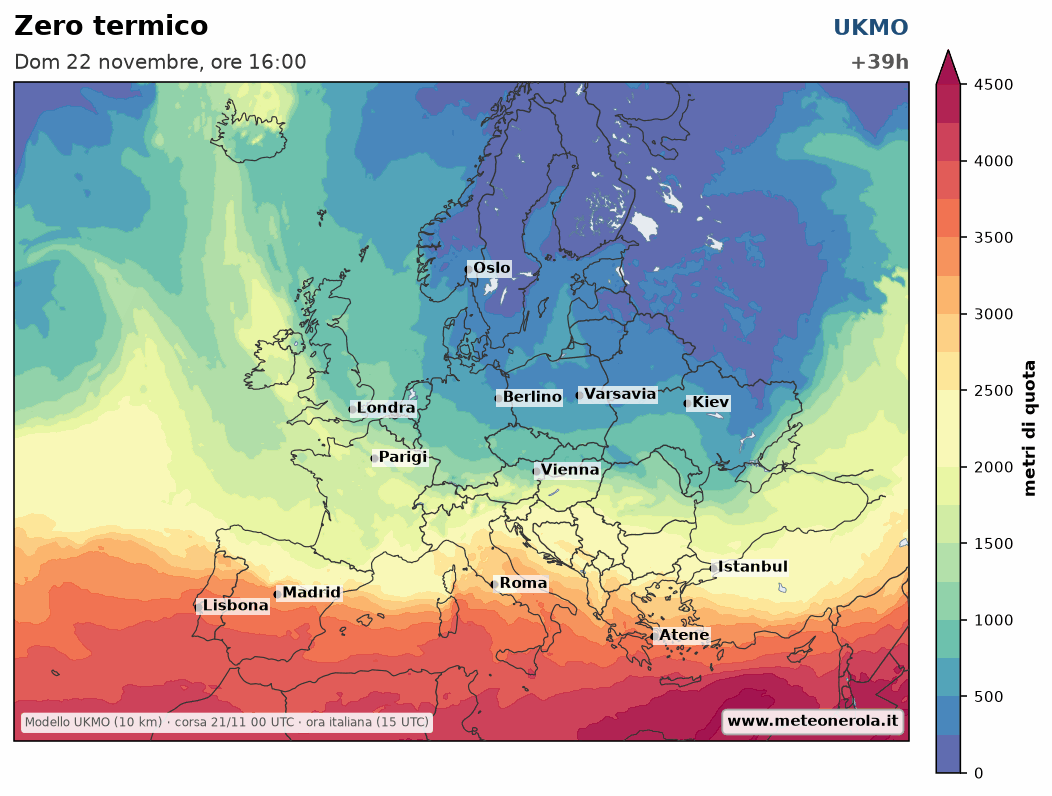 Zero termico
UKMO
Dom 22 novembre, ore 16:00
+39h
Oslo
Londra
Berlino
Varsavia
Kiev
Parigi
Vienna
Istanbul
Roma
Madrid
Lisbona
Atene
Modello UKMO (10 km) · corsa 21/11 00 UTC · ora italiana (15 UTC)
www.meteonerola.it
4500
4000
3500
3000
2500
2000
1500
1000
500
0
metri di quota